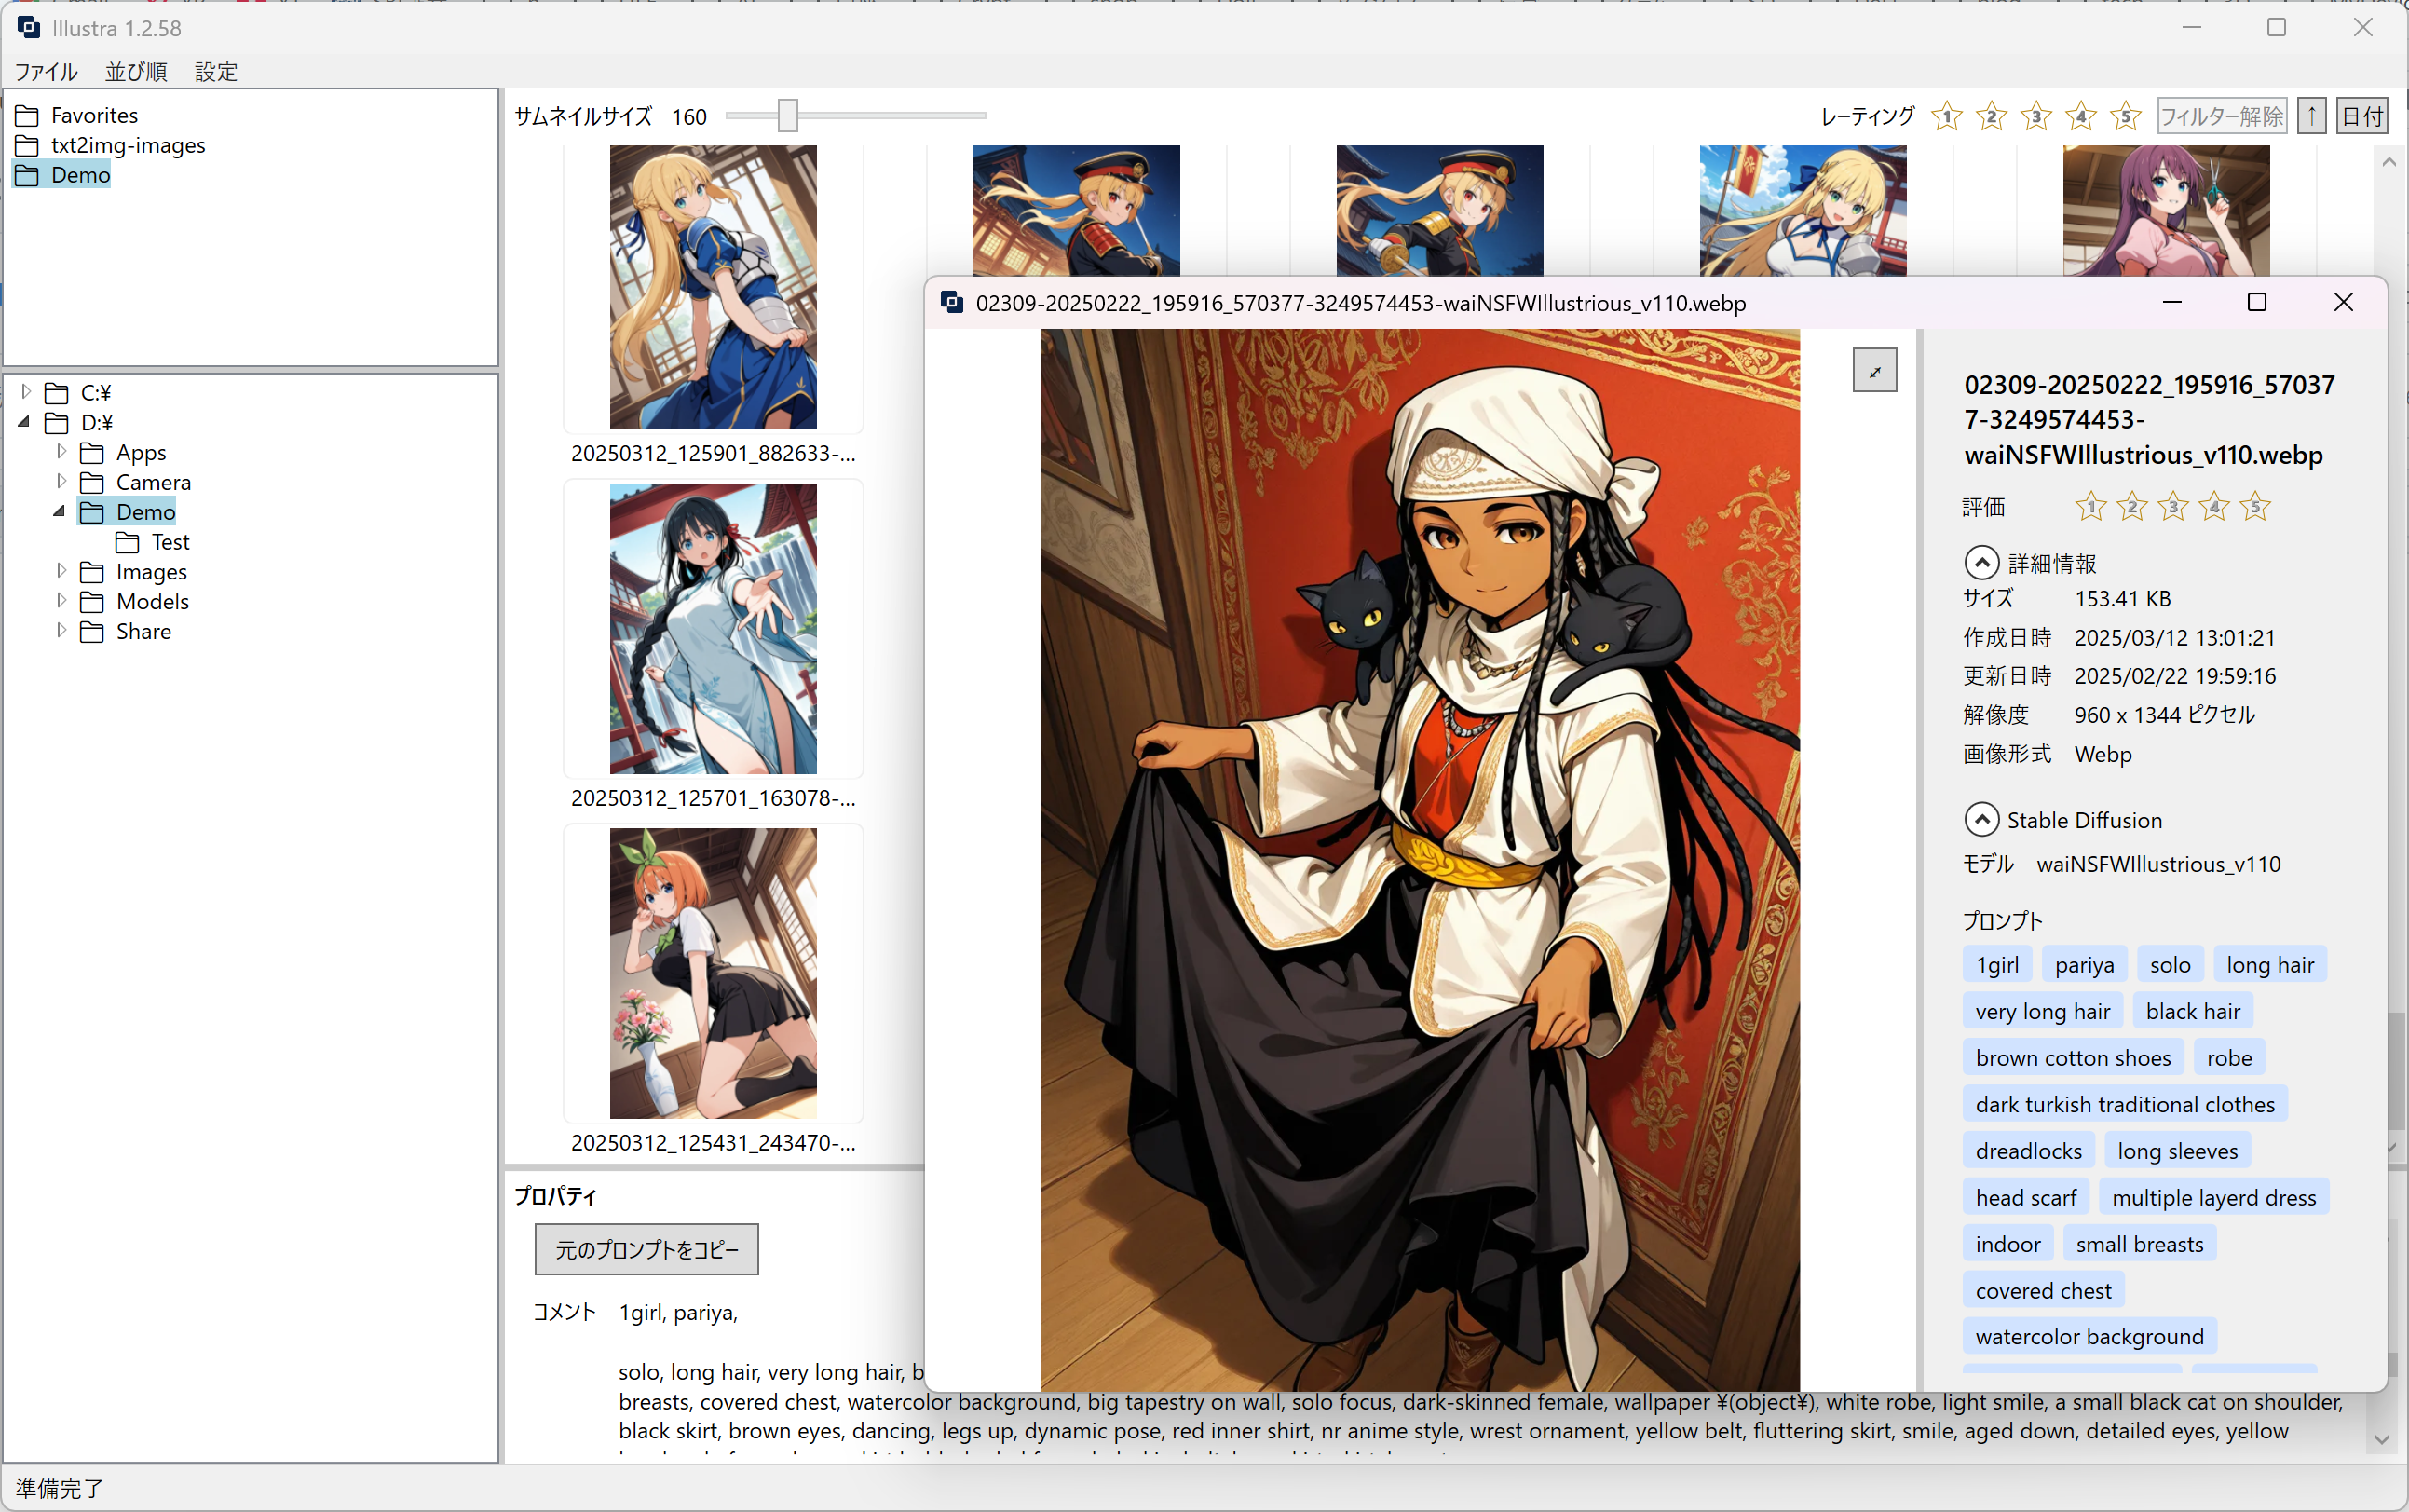 Illustra 1.2.58
ファイル 並び順 設定
Favorites
txt2img-images
Demo
C:¥
D:¥
Apps
Camera
Demo
Test
Images
Models
Share
サムネイルサイズ 160
レーティング 1 2 3 4 5 フィルター解除 ↑ 日付
20250312_125901_882633-...
20250312_125701_163078-...
20250312_125431_243470-...
プロパティ
元のプロンプトをコピー
コメント 1girl, pariya,
solo, long hair, very long hair, b
breasts, covered chest, watercolor background, big tapestry on wall, solo focus, dark-skinned female, wallpaper ¥(object¥), white robe, light smile, a small black cat on shoulder,
black skirt, brown eyes, dancing, legs up, dynamic pose, red inner shirt, nr anime style, wrest ornament, yellow belt, fluttering skirt, smile, aged down, detailed eyes, yellow
02309-20250222_195916_570377-3249574453-waiNSFWIllustrious_v110.webp
02309-20250222_195916_57037
7-3249574453-
waiNSFWIllustrious_v110.webp
評価 1 2 3 4 5
詳細情報
サイズ 153.41 KB
作成日時 2025/03/12 13:01:21
更新日時 2025/02/22 19:59:16
解像度 960 x 1344 ピクセル
画像形式 Webp
Stable Diffusion
モデル waiNSFWIllustrious_v110
プロンプト
1girl pariya solo long hair
very long hair black hair
brown cotton shoes robe
dark turkish traditional clothes
dreadlocks long sleeves
head scarf multiple layerd dress
indoor small breasts
covered chest
watercolor background
準備完了